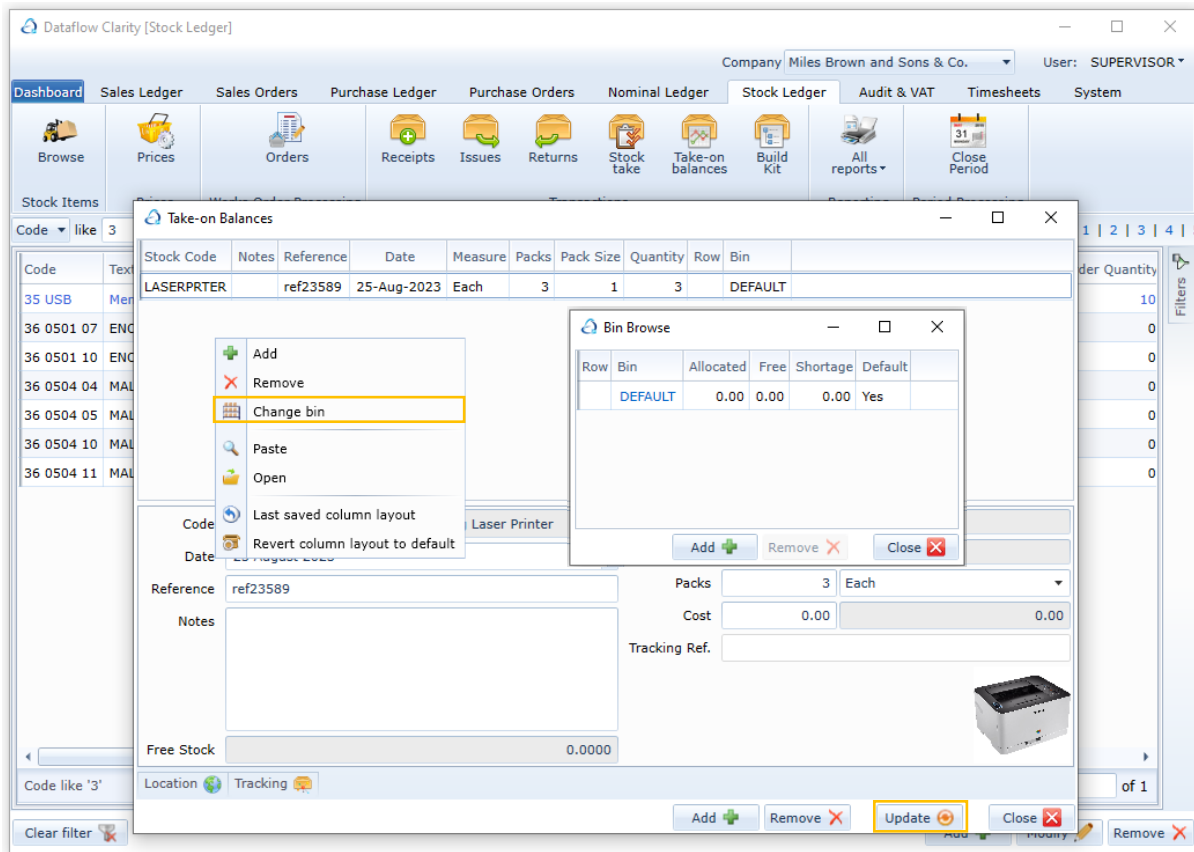 Dataflow Clarity [Stock Ledger]
Company Miles Brown and Sons & Co. User: SUPERVISOR
Dashboard Sales Ledger Sales Orders Purchase Ledger Purchase Orders Nominal Ledger Stock Ledger Audit & VAT Timesheets System
Browse Prices Orders Receipts Issues Returns Stock take Take-on balances Build Kit All reports 31 Close Period
Stock Items
Code like 3
1 | 2 | 3 | 4 |
Code
35 USB
36 0501 07
36 0501 10
36 0504 04 MAL
36 0504 05 MAL
36 0504 10 MAL
36 0504 11 MAL
Quantity
10
0
0
0
0
0
0
Filters
Take-on Balances
Stock Code Notes Reference Date Measure Packs Pack Size Quantity Row Bin
LASERPRTER ref23589 25-Aug-2023 Each 3 1 3 DEFAULT
Add
Remove
Change bin
Paste
Open
Last saved column layout
Revert column layout to default
Bin Browse
Row Bin Allocated Free Shortage Default
DEFAULT 0.00 0.00 0.00 Yes
Add Remove Close
Code Laser Printer
Date
Reference ref23589
Notes
Free Stock 0.0000
Packs 3 Each
Cost 0.00 0.00
Tracking Ref.
Location Tracking
Add Remove Update Close
Code like '3' of 1
Clear filter Modify Remove